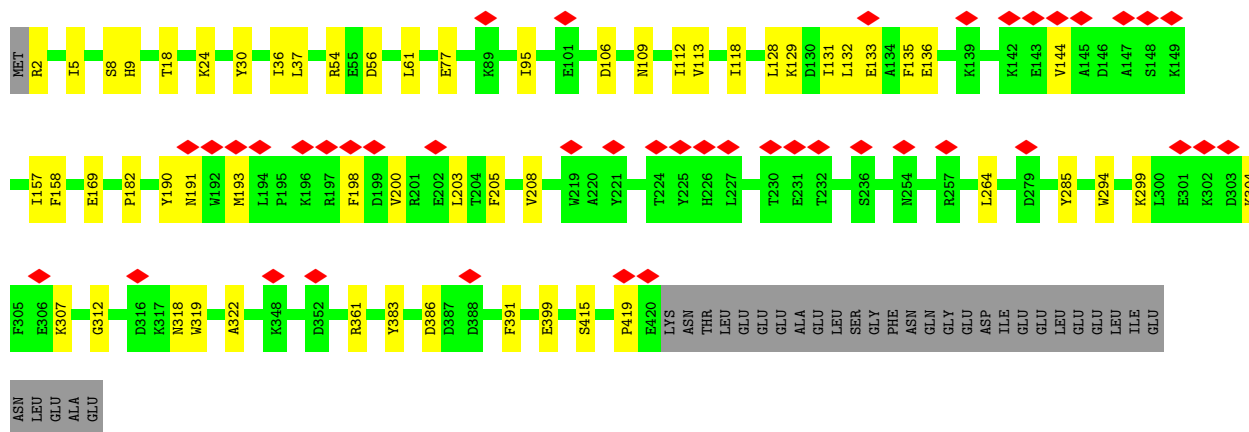 MET R2 I5 S8 H9 T18 K24 Y30 I36 L37 R54 E55 D56 L61 E77 K89 I95 E101 D106 N109 I112 V113 I118 L128 K129 D130 I131 L132 E133 A134 F135 E136 K139 K142 E143 V144 A145 D146 A147 S148 K149
I157 F158 E169 P182 Y190 N191 W192 M193 L194 P195 K196 R197 F198 D199 V200 R201 E202 L203 T204 F205 V208 W219 A220 Y221 T224 Y225 H226 L227 T230 E231 T232 S236 N254 R257 L264 D279 Y285 W294 K299 L300 E301 K302 D303 K304
F305 E306 K307 G312 D316 K317 N318 W319 A322 K348 D352 R361 Y383 D386 D387 D388 F391 E399 S415 P419 E420 LYS ASN THR LEU GLU GLU GLU ALA GLU LEU SER GLY PHE ASN GLN GLY GLU ASP ILE GLU GLU LEU GLU GLU LEU ILE GLU
ASN LEU GLU ALA GLU